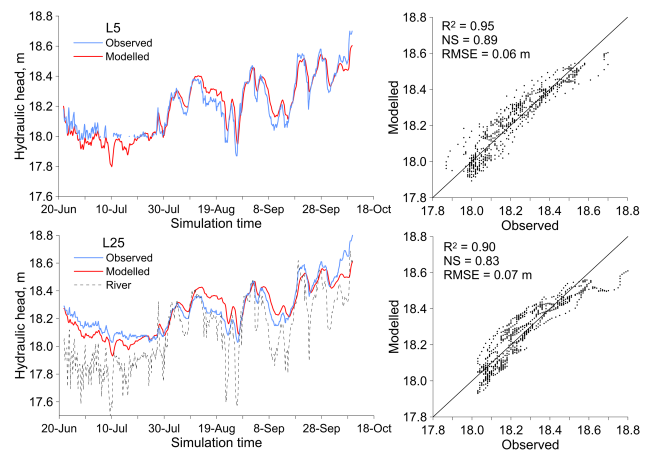 L5
Observed
Modelled
Hydraulic head, m
18.8
18.6
18.4
18.2
18.0
17.8
17.6
20-Jun 10-Jul 30-Jul 19-Aug 8-Sep 28-Sep 18-Oct
Simulation time
R² = 0.95
NS = 0.89
RMSE = 0.06 m
Modelled
18.8
18.6
18.4
18.2
18.0
17.8
17.8 18.0 18.2 18.4 18.6 18.8
Observed
L25
Observed
Modelled
River
Hydraulic head, m
18.8
18.6
18.4
18.2
18.0
17.8
17.6
20-Jun 10-Jul 30-Jul 19-Aug 8-Sep 28-Sep 18-Oct
Simulation time
R² = 0.90
NS = 0.83
RMSE = 0.07 m
Modelled
18.8
18.6
18.4
18.2
18.0
17.8
17.8 18.0 18.2 18.4 18.6 18.8
Observed